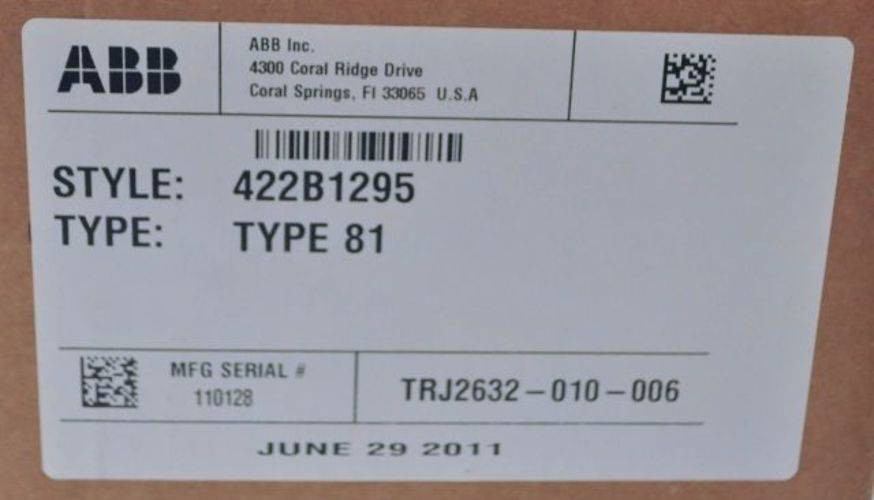 ABB
ABB Inc.
4300 Coral Ridge Drive
Coral Springs, Fl 33065 U.S.A
STYLE: 422B1295
TYPE: TYPE 81
MFG SERIAL #
110128
TRJ2632-010-006
JUNE 29 2011